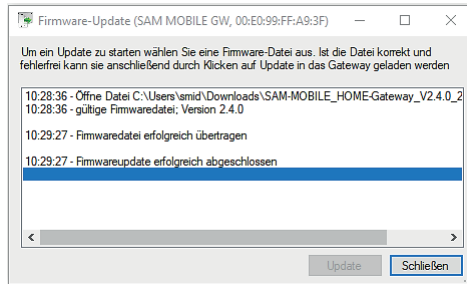 Firmware-Update (SAM MOBILE GW, 00:E0:99:FF:A9:3F)
Um ein Update zu starten wählen Sie eine Firmware-Datei aus. Ist die Datei korrekt und
fehlerfrei kann sie anschließend durch Klicken auf Update in das Gateway geladen werden
10:28:36 - Öffne Datei C:\Users\smid\Downloads\SAM-MOBILE_HOME-Gateway_V2.4.0_2
10:28:36 - gültige Firmwaredatei; Version 2.4.0
10:29:27 - Firmwaredatei erfolgreich übertragen
10:29:27 - Firmwareupdate erfolgreich abgeschlossen
Update Schließen